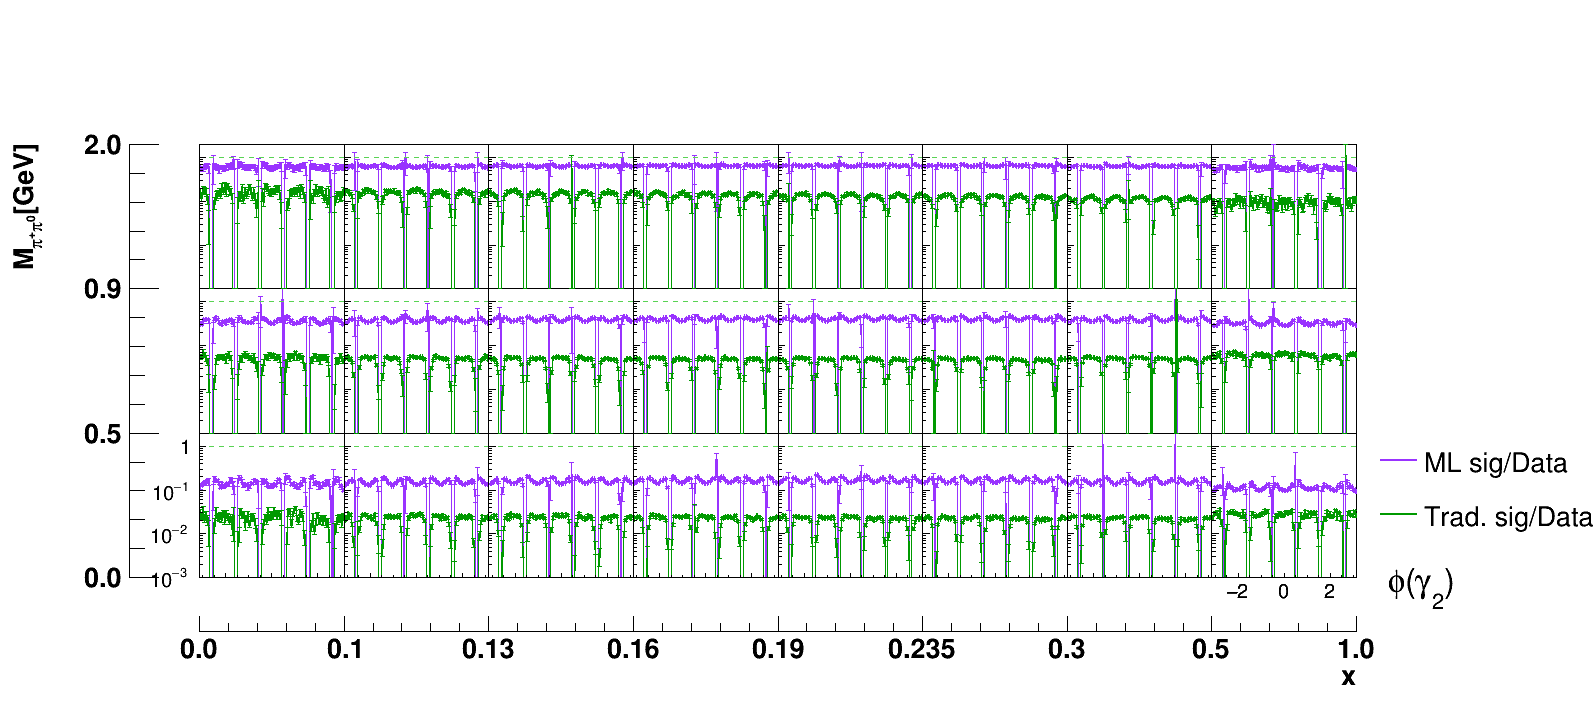 M_{π⁺π⁰}[GeV]
2.0
0.9
0.5
0.0
1
10⁻¹
10⁻²
10⁻³
ML sig/Data
Trad. sig/Data
−2 0 2
ϕ(γ₂)
0.0 0.1 0.13 0.16 0.19 0.235 0.3 0.5 1.0
x